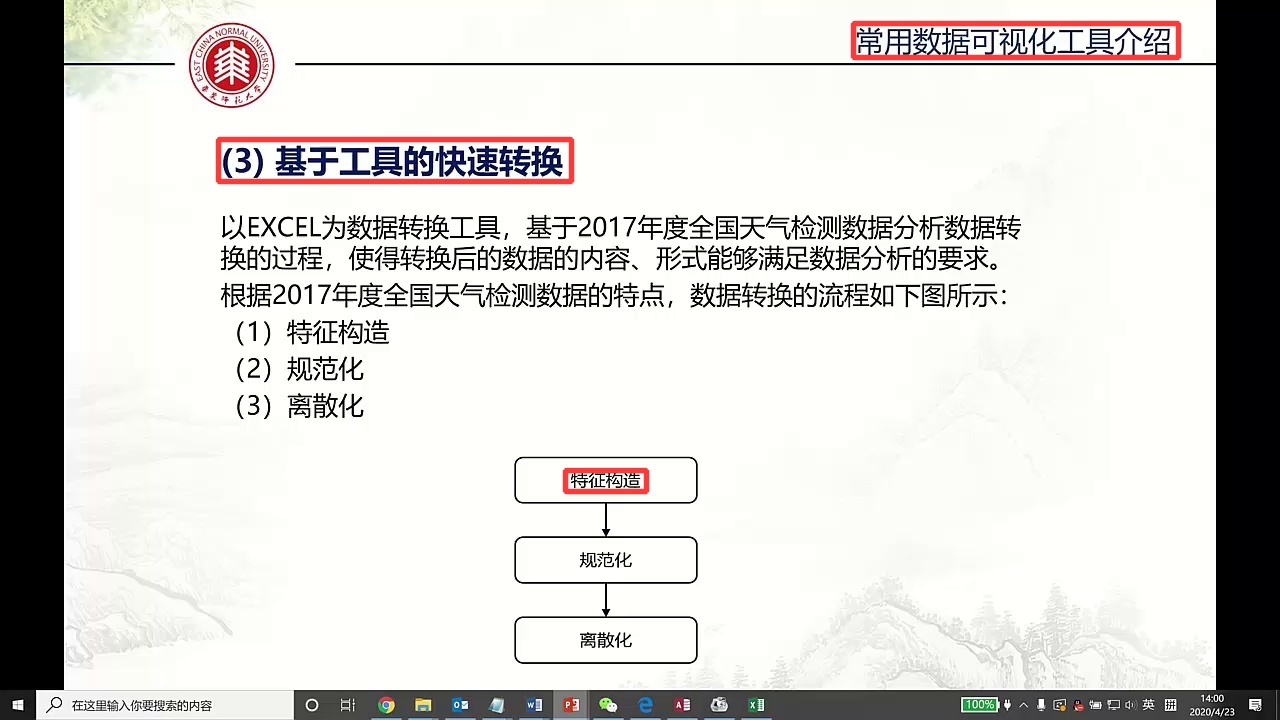 常用数据可视化工具介绍
EAST CHINA NORMAL UNIVERSITY
华东师范大学
(3) 基于工具的快速转换
以EXCEL为数据转换工具，基于2017年度全国天气检测数据分析数据转
换的过程，使得转换后的数据的内容、形式能够满足数据分析的要求。
根据2017年度全国天气检测数据的特点，数据转换的流程如下图所示：
（1）特征构造
（2）规范化
（3）离散化
特征构造
规范化
离散化
在这里输入你要搜索的内容
100%
英
拼
14:00
2020/4/23